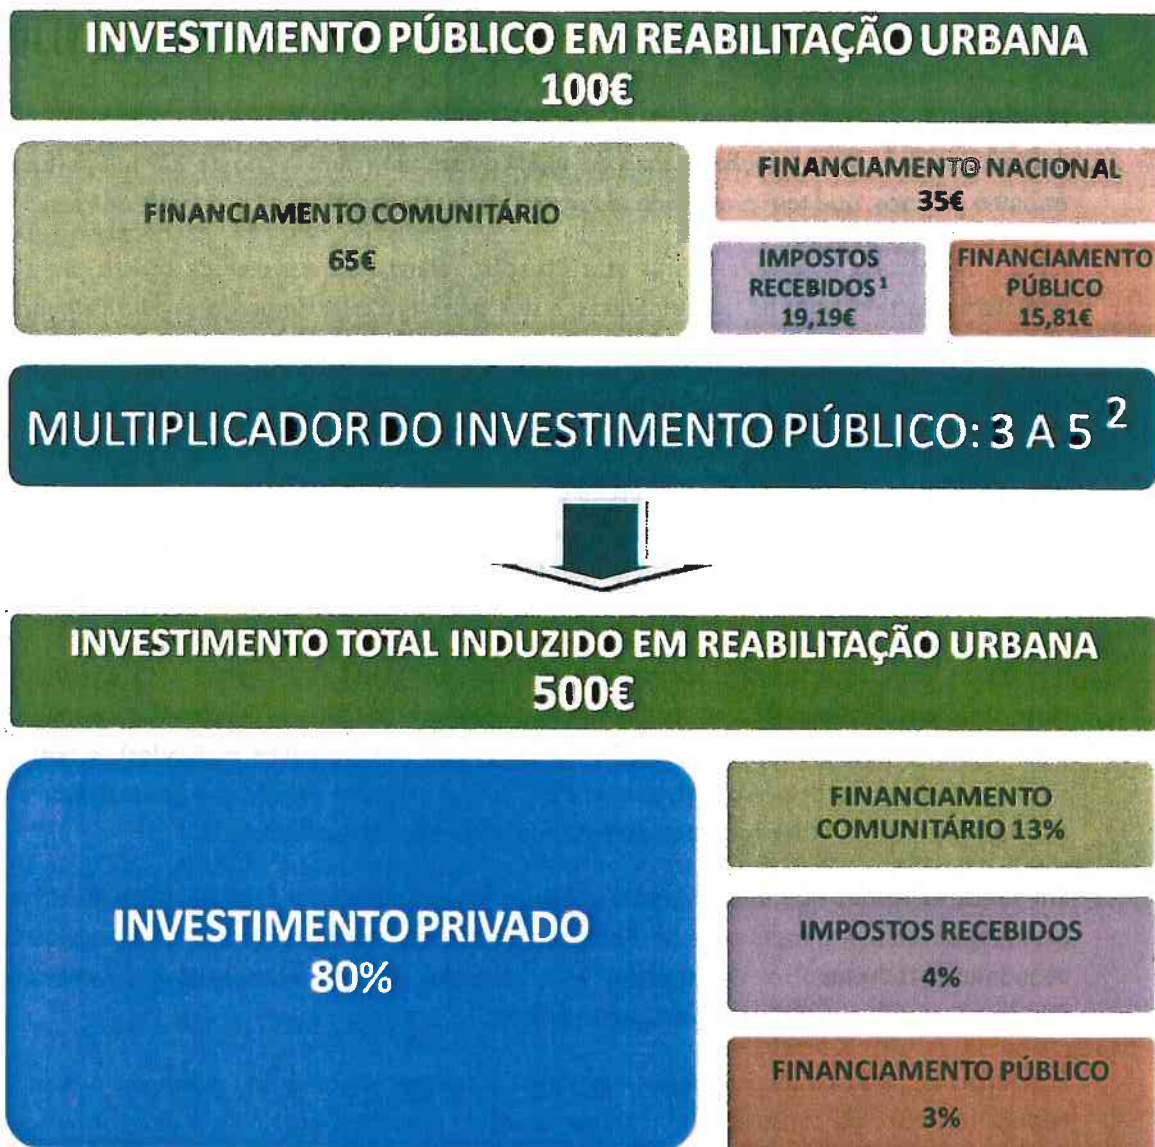 INVESTIMENTO PÚBLICO EM REABILITAÇÃO URBANA
100€
FINANCIAMENTO COMUNITÁRIO
65€
FINANCIAMENTO NACIONAL
35€
IMPOSTOS
RECEBIDOS¹
19,19€
FINANCIAMENTO
PÚBLICO
15,81€
MULTIPLICADOR DO INVESTIMENTO PÚBLICO: 3 A 5 ²
INVESTIMENTO TOTAL INDUZIDO EM REABILITAÇÃO URBANA
500€
INVESTIMENTO PRIVADO
80%
FINANCIAMENTO
COMUNITÁRIO 13%
IMPOSTOS RECEBIDOS
4%
FINANCIAMENTO PÚBLICO
3%